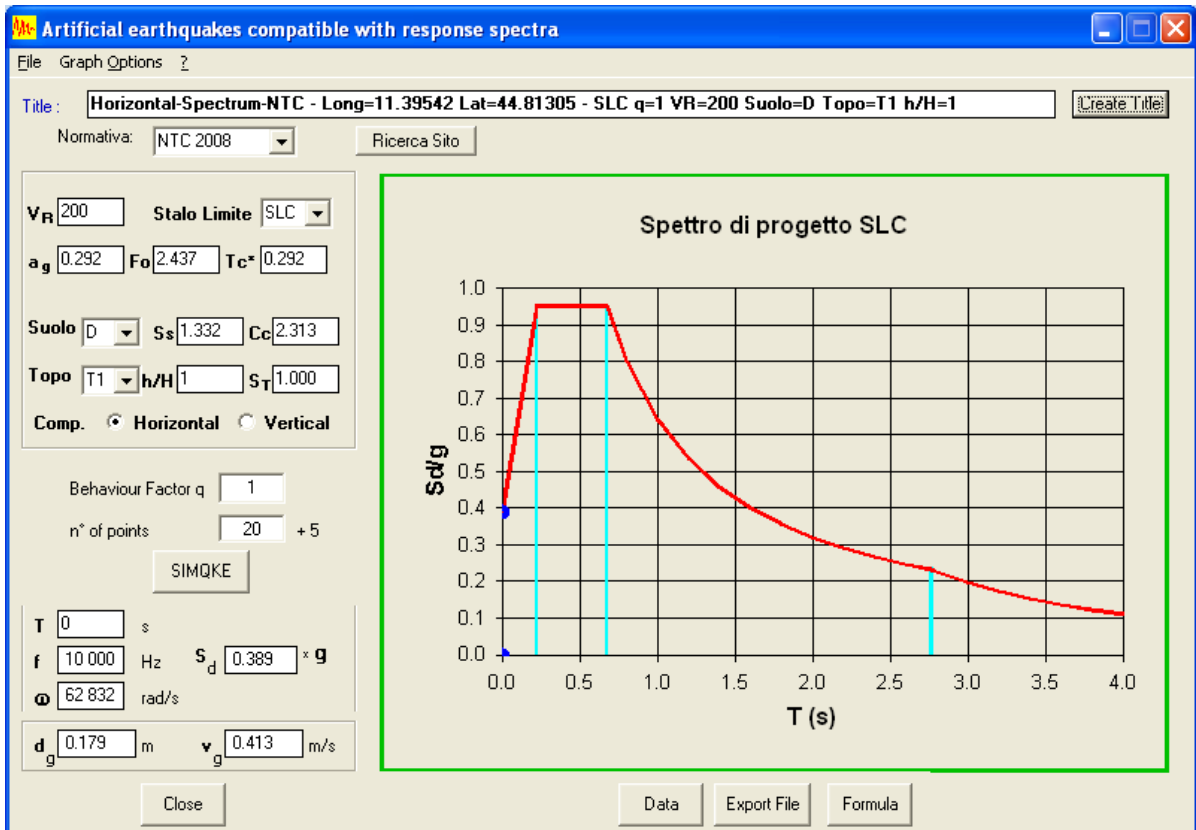 Artificial earthquakes compatible with response spectra
File Graph Options ?
Title : Horizontal-Spectrum-NTC - Long=11.39542 Lat=44.81305 - SLC q=1 VR=200 Suolo=D Topo=T1 h/H=1 Create Title
Normativa: NTC 2008 Ricerca Sito
VR 200 Stalo Limite SLC
ag 0.292 Fo 2.437 Tc* 0.292
Suolo D Ss 1.332 Cc 2.313
Topo T1 h/H 1 ST 1.000
Comp. Horizontal Vertical
Behaviour Factor q 1
n° of points 20 + 5
SIMQKE
T 0 s
f 10 000 Hz Sd 0.389 × g
ω 62 832 rad/s
dg 0.179 m vg 0.413 m/s
Close
Spettro di progetto SLC
Sd/g
1.0
0.9
0.8
0.7
0.6
0.5
0.4
0.3
0.2
0.1
0.0
0.0 0.5 1.0 1.5 2.0 2.5 3.0 3.5 4.0
T (s)
Data Export File Formula